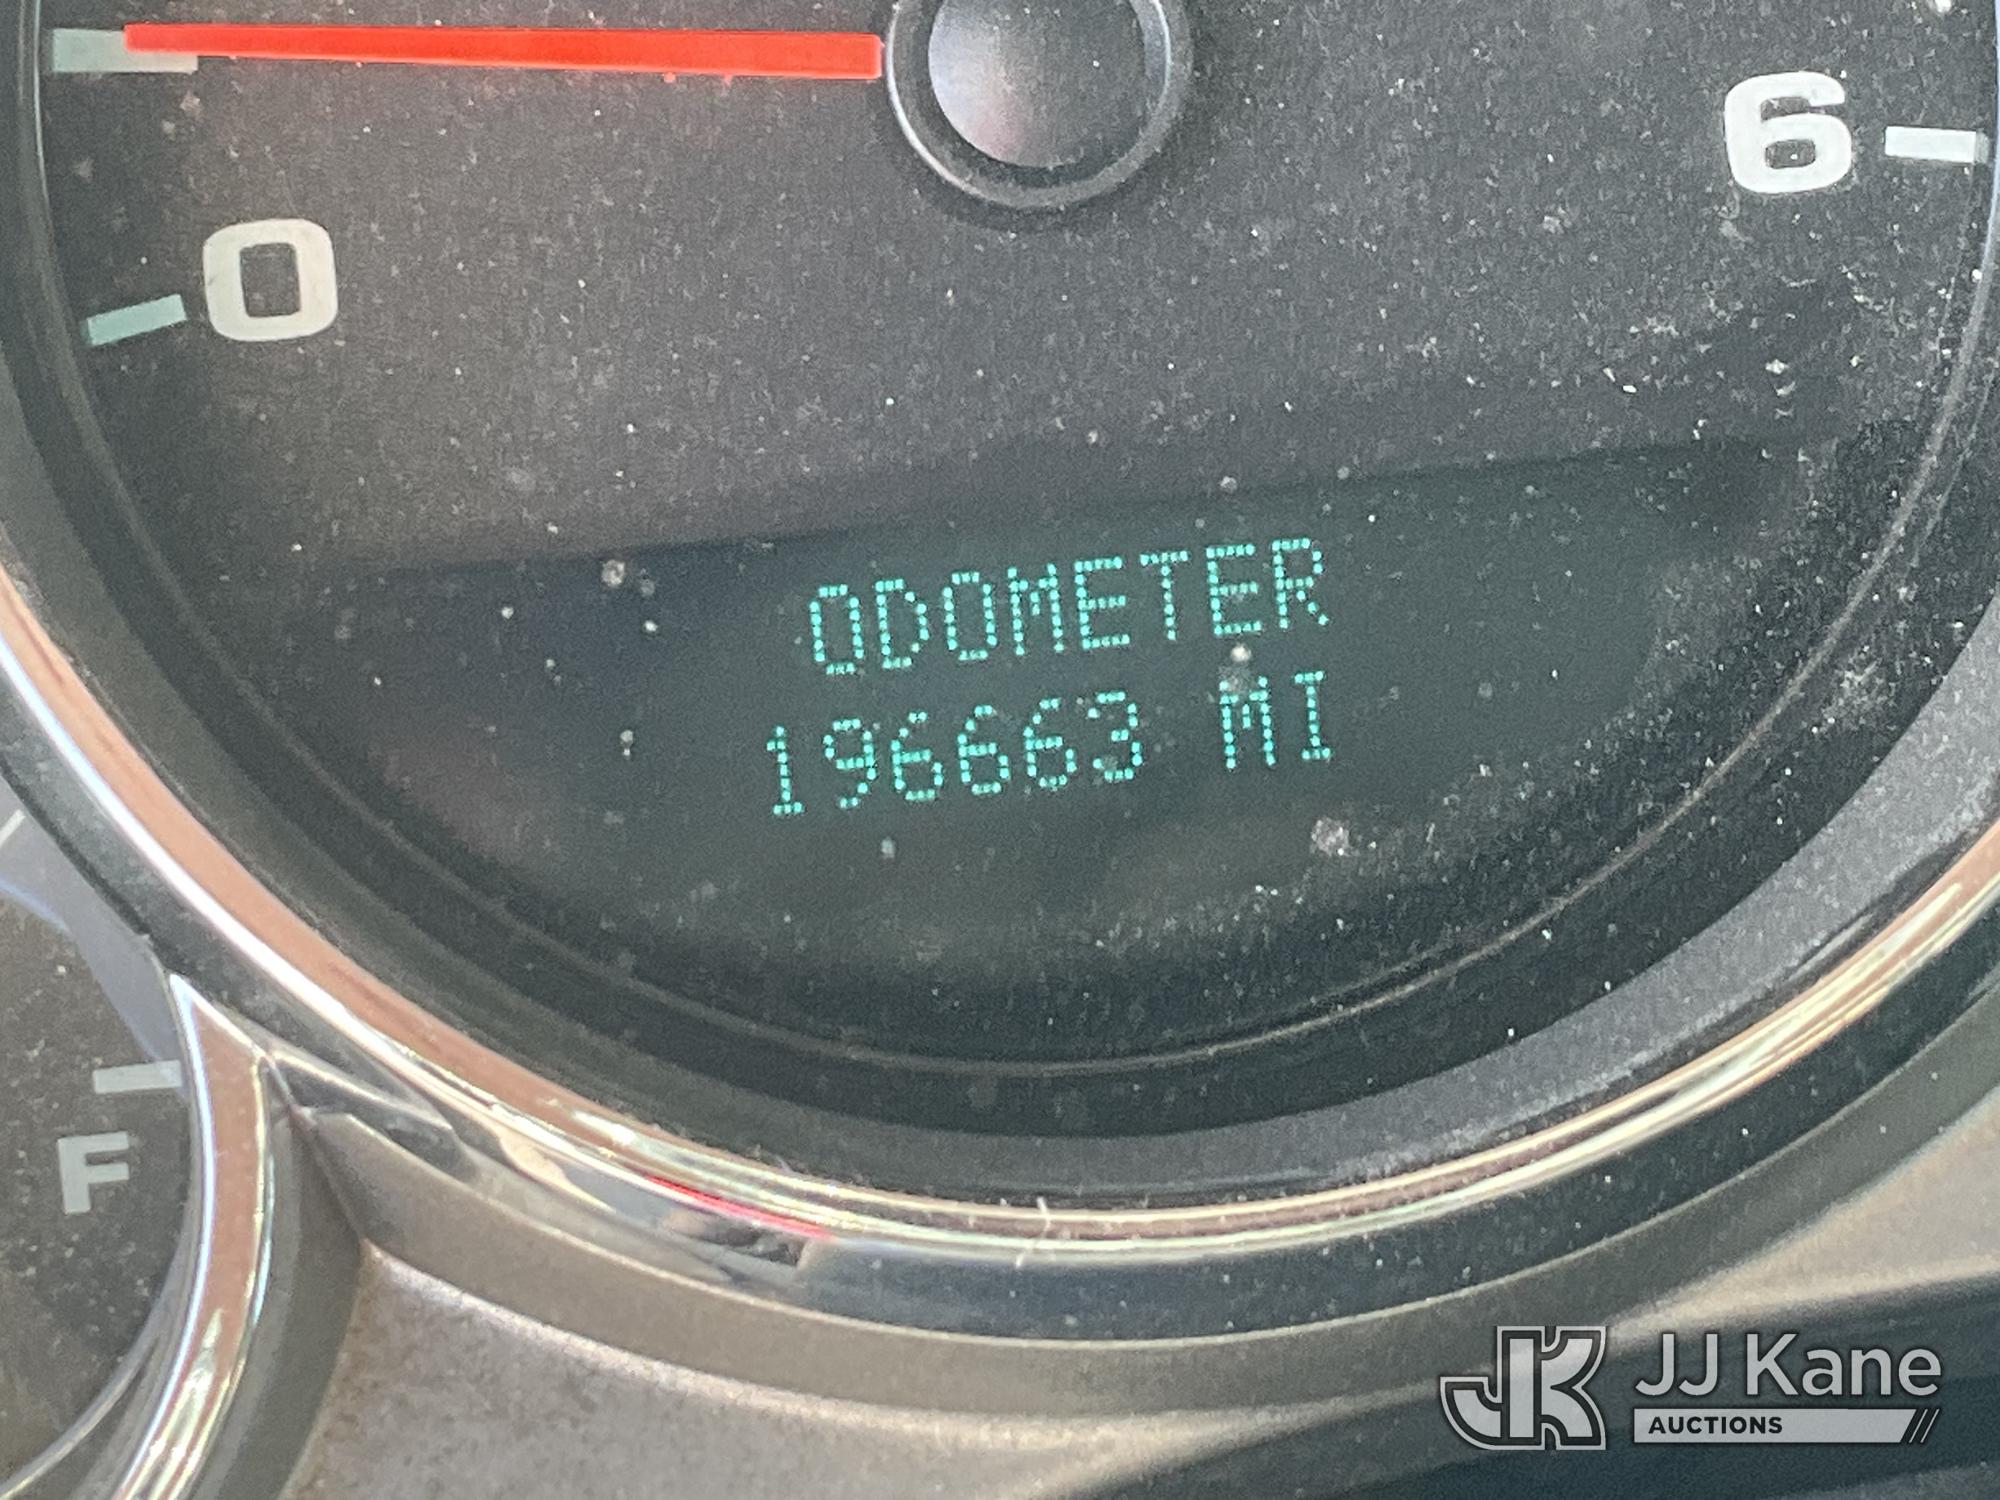 6
0
ODOMETER
196663 MI
F
JK JJ Kane
AUCTIONS